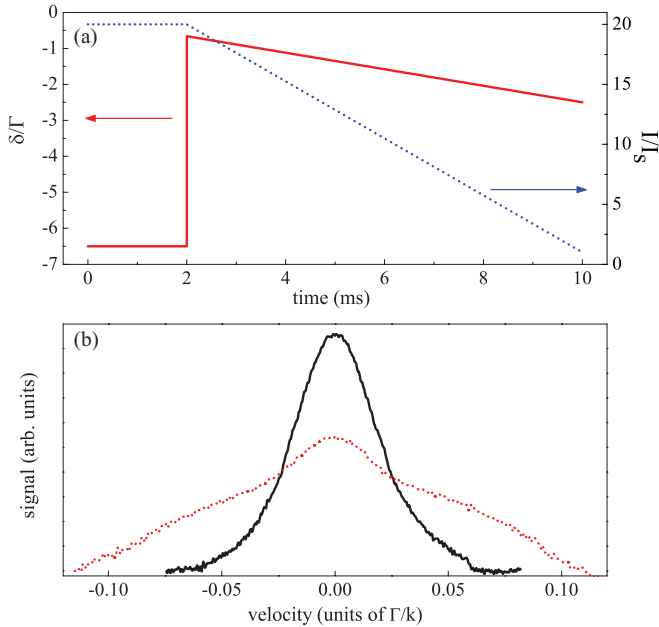 (a)
0
-1
-2
-3
-4
-5
-6
-7
δ/Γ
20
15
10
5
0
I/Is
0 2 4 6 8 10
time (ms)
(b)
signal (arb. units)
-0.10 -0.05 0.00 0.05 0.10
velocity (units of Γ/k)